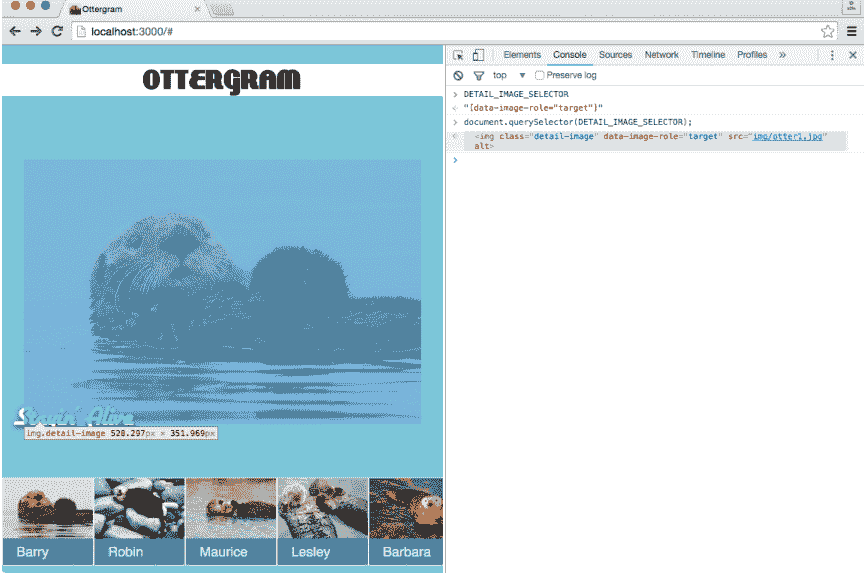 Ottergram
localhost:3000/#
OTTERGRAM
Stayin' Alive
img.detail-image 528.297px × 351.969px
Barry
Robin
Maurice
Lesley
Barbara
Elements Console Sources Network Timeline Profiles »
top ▼ Preserve log
> DETAIL_IMAGE_SELECTOR
"[data-image-role="target"]"
> document.querySelector(DETAIL_IMAGE_SELECTOR);
<img class="detail-image" data-image-role="target" src="img/otter1.jpg"
alt>
>